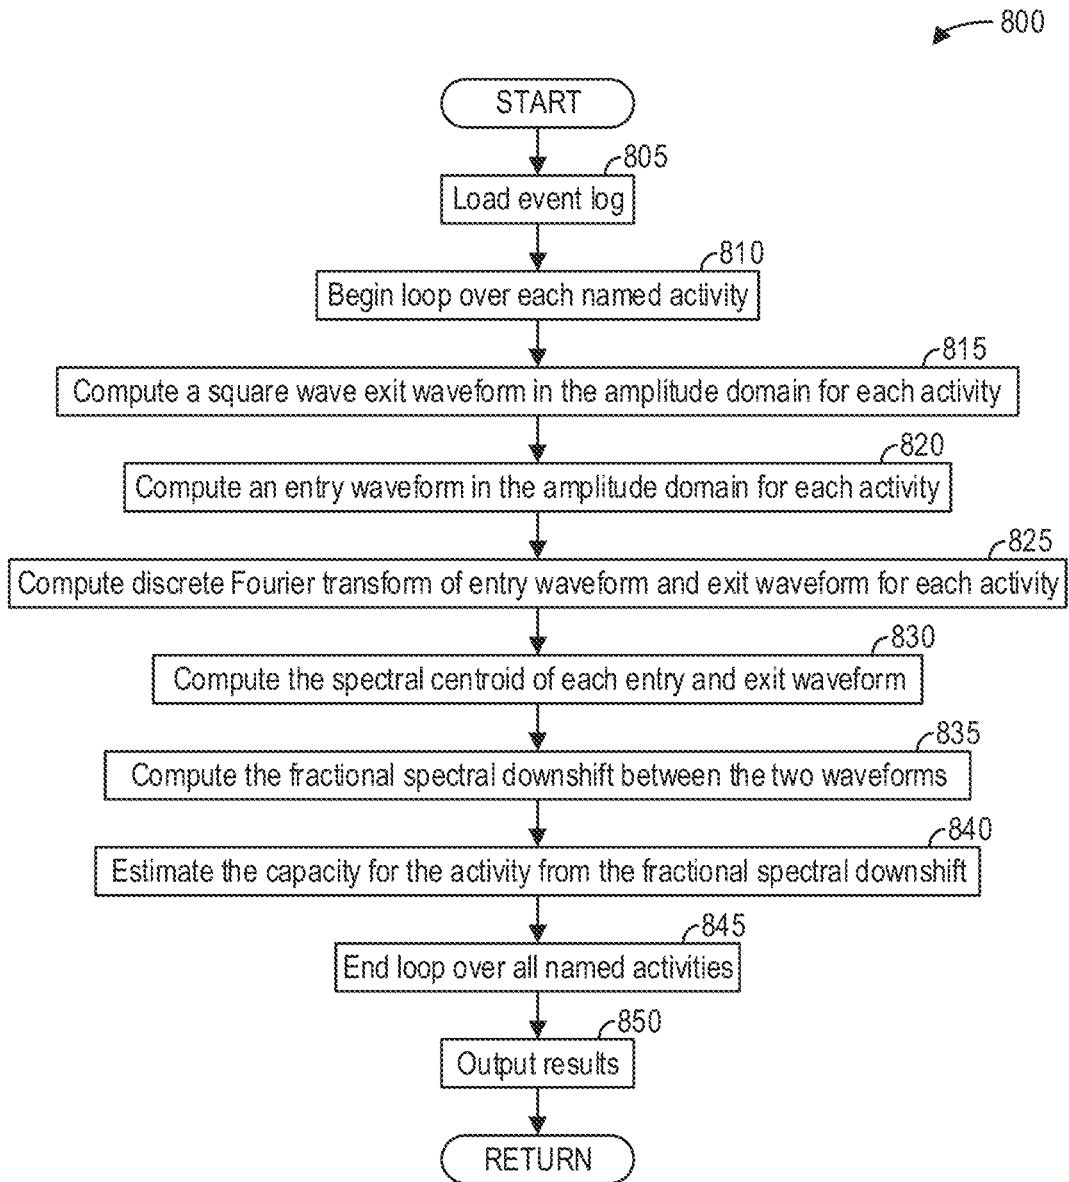 800
START
805
Load event log
810
Begin loop over each named activity
815
Compute a square wave exit waveform in the amplitude domain for each activity
820
Compute an entry waveform in the amplitude domain for each activity
825
Compute discrete Fourier transform of entry waveform and exit waveform for each activity
830
Compute the spectral centroid of each entry and exit waveform
835
Compute the fractional spectral downshift between the two waveforms
840
Estimate the capacity for the activity from the fractional spectral downshift
845
End loop over all named activities
850
Output results
RETURN